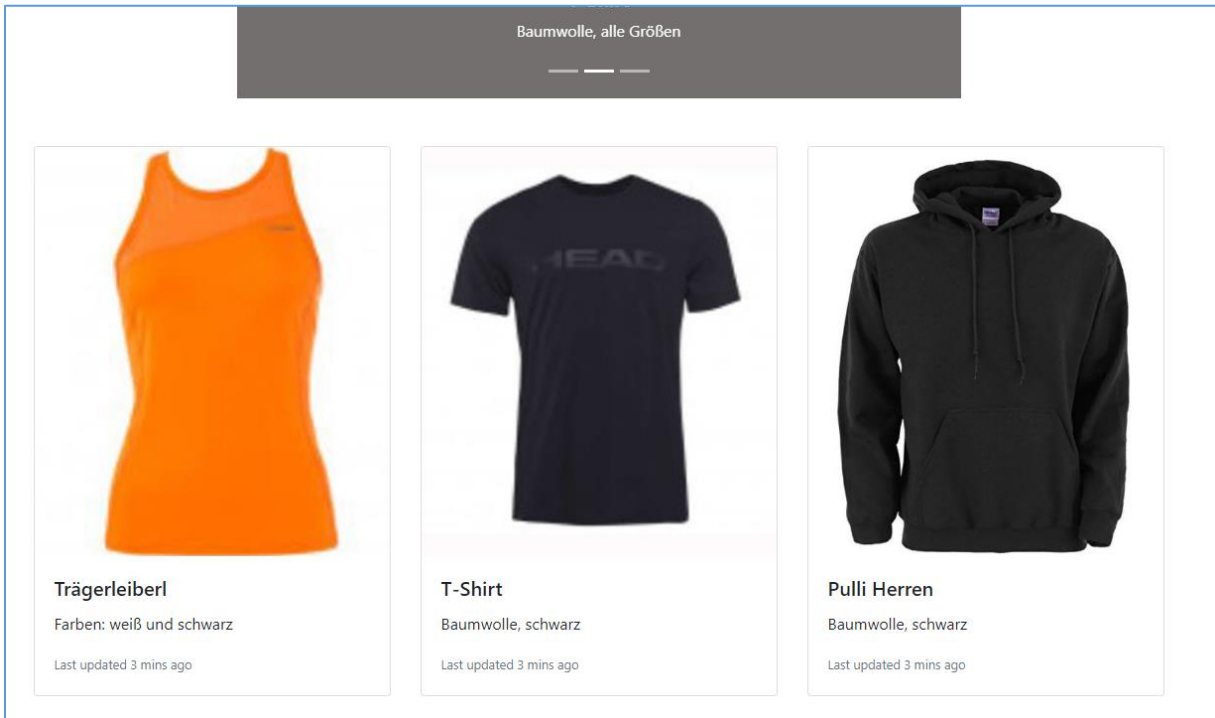 Baumwolle, alle Größen
HEAD
Trägerleiberl
Farben: weiß und schwarz
Last updated 3 mins ago
T-Shirt
Baumwolle, schwarz
Last updated 3 mins ago
Pulli Herren
Baumwolle, schwarz
Last updated 3 mins ago